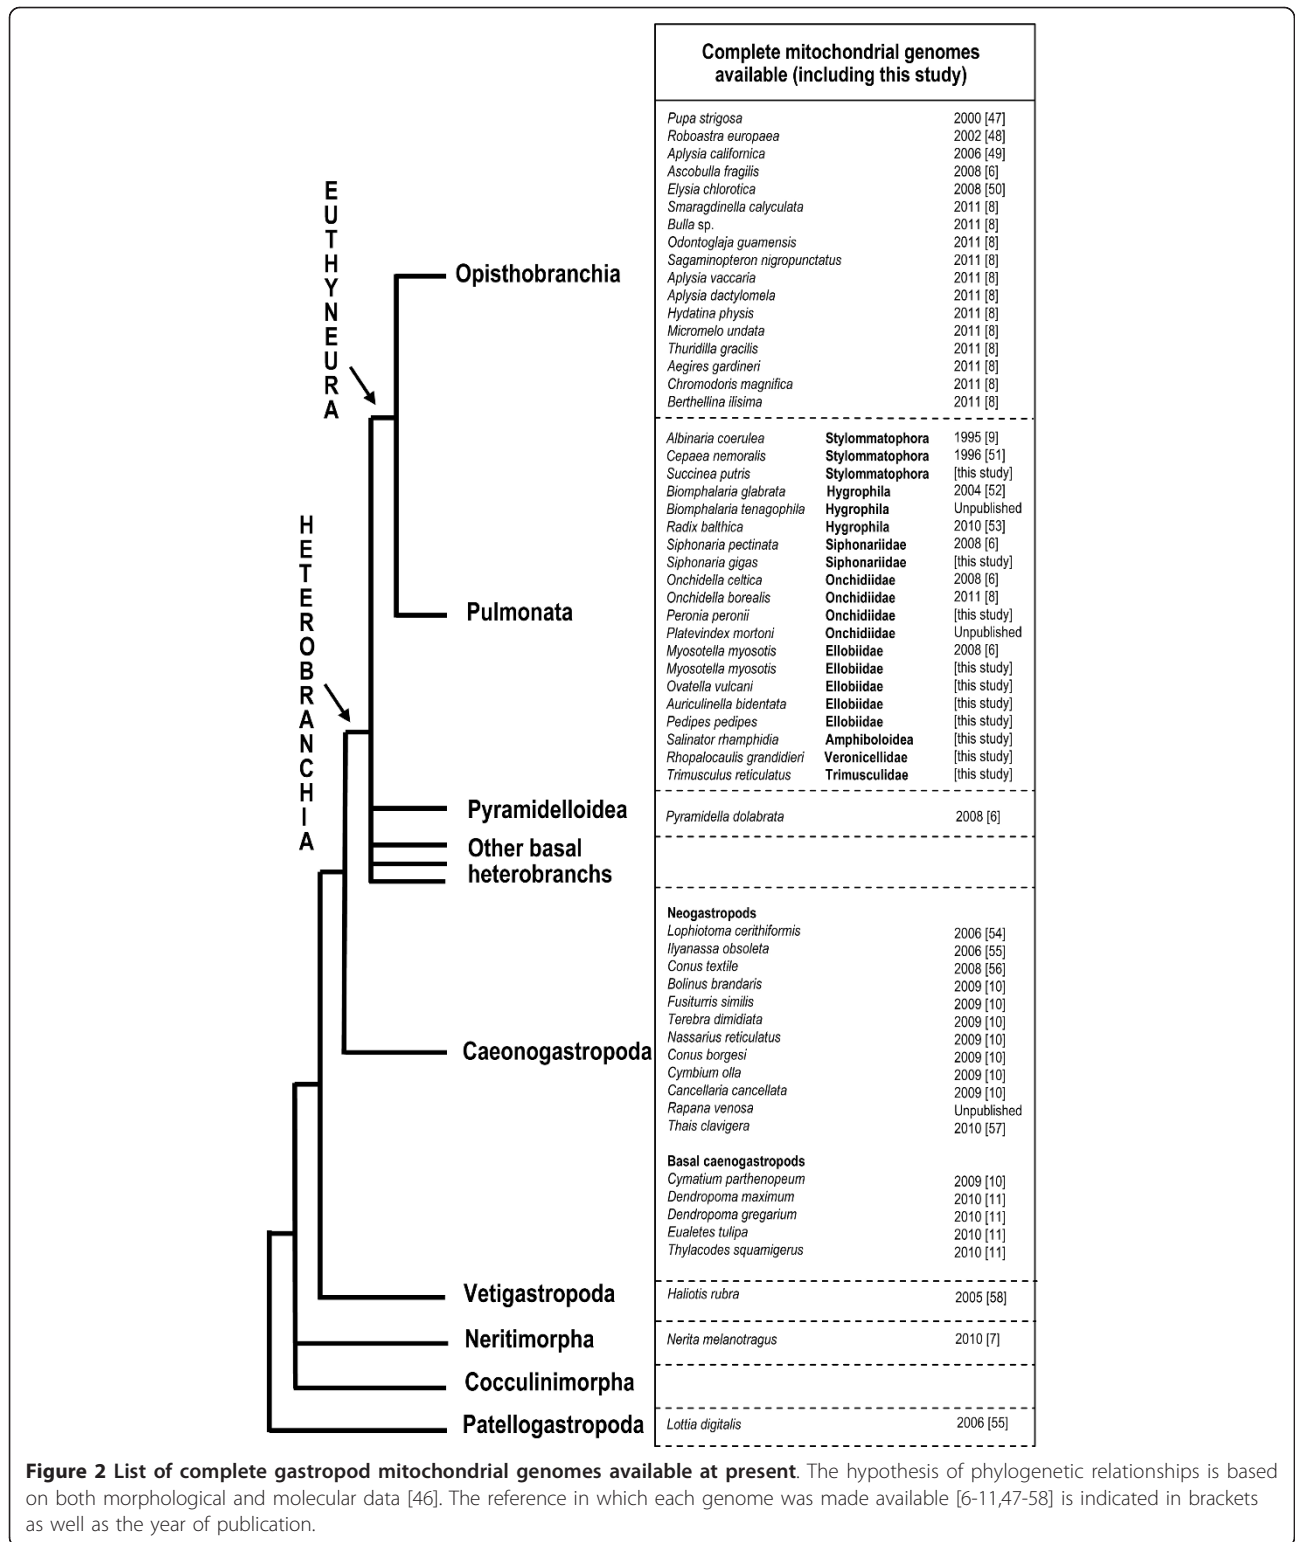 Complete mitochondrial genomes
available (including this study)
EUTHYNEURA
HETEROBRANCHIA
Opisthobranchia
Pupa strigosa 2000 [47]
Roboastra europaea 2002 [48]
Aplysia californica 2006 [49]
Ascobulla fragilis 2008 [6]
Elysia chlorotica 2008 [50]
Smaragdinella calyculata 2011 [8]
Bulla sp. 2011 [8]
Odontoglaja guamensis 2011 [8]
Sagaminopteron nigropunctatus 2011 [8]
Aplysia vaccaria 2011 [8]
Aplysia dactylomela 2011 [8]
Hydatina physis 2011 [8]
Micromelo undata 2011 [8]
Thuridilla gracilis 2011 [8]
Aegires gardineri 2011 [8]
Chromodoris magnifica 2011 [8]
Berthellina ilisima 2011 [8]
Pulmonata
Albinaria coerulea Stylommatophora 1995 [9]
Cepaea nemoralis Stylommatophora 1996 [51]
Succinea putris Stylommatophora [this study]
Biomphalaria glabrata Hygrophila 2004 [52]
Biomphalaria tenagophila Hygrophila Unpublished
Radix balthica Hygrophila 2010 [53]
Siphonaria pectinata Siphonariidae 2008 [6]
Siphonaria gigas Siphonariidae [this study]
Onchidella celtica Onchidiidae 2008 [6]
Onchidella borealis Onchidiidae 2011 [8]
Peronia peronii Onchidiidae [this study]
Platevindex mortoni Onchidiidae Unpublished
Myosotella myosotis Ellobiidae 2008 [6]
Myosotella myosotis Ellobiidae [this study]
Ovatella vulcani Ellobiidae [this study]
Auriculinella bidentata Ellobiidae [this study]
Pedipes pedipes Ellobiidae [this study]
Salinator rhamphidia Amphiboloidea [this study]
Rhopalocaulis grandidieri Veronicellidae [this study]
Trimusculus reticulatus Trimusculidae [this study]
Pyramidelloidea
Pyramidella dolabrata 2008 [6]
Other basal
heterobranchs
Caeonogastropoda
Neogastropods
Lophiotoma cerithiformis 2006 [54]
Ilyanassa obsoleta 2006 [55]
Conus textile 2008 [56]
Bolinus brandaris 2009 [10]
Fusiturris similis 2009 [10]
Terebra dimidiata 2009 [10]
Nassarius reticulatus 2009 [10]
Conus borgesi 2009 [10]
Cymbium olla 2009 [10]
Cancellaria cancellata 2009 [10]
Rapana venosa Unpublished
Thais clavigera 2010 [57]
Basal caenogastropods
Cymatium parthenopeum 2009 [10]
Dendropoma maximum 2010 [11]
Dendropoma gregarium 2010 [11]
Eualetes tulipa 2010 [11]
Thylacodes squamigerus 2010 [11]
Vetigastropoda
Haliotis rubra 2005 [58]
Neritimorpha
Nerita melanotragus 2010 [7]
Cocculinimorpha
Patellogastropoda
Lottia digitalis 2006 [55]
Figure 2 List of complete gastropod mitochondrial genomes available at present. The hypothesis of phylogenetic relationships is based
on both morphological and molecular data [46]. The reference in which each genome was made available [6-11,47-58] is indicated in brackets
as well as the year of publication.